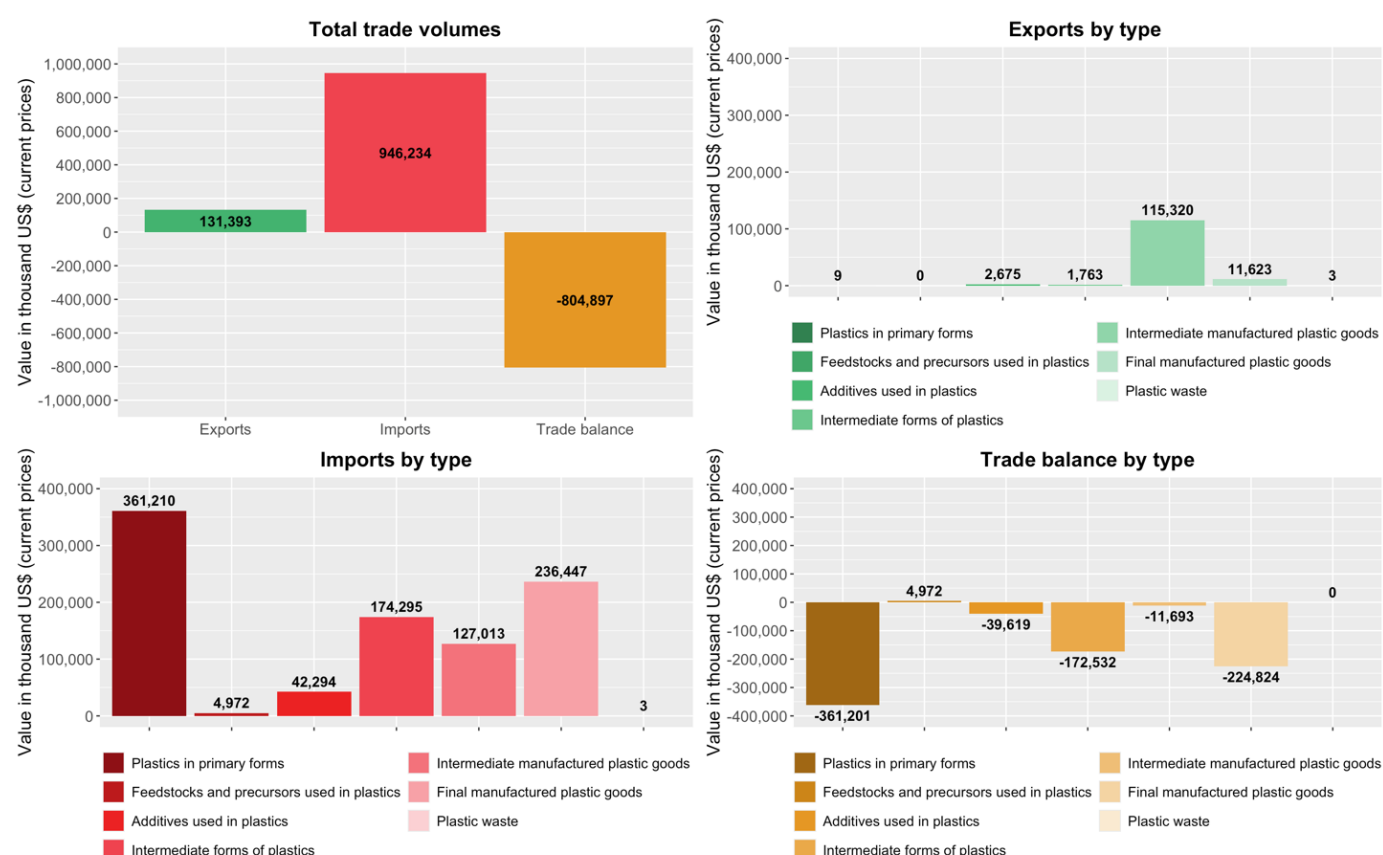 Total trade volumes
Value in thousand US$ (current prices)
1,000,000
800,000
600,000
400,000
200,000
0
-200,000
-400,000
-600,000
-800,000
-1,000,000
131,393
946,234
-804,897
Exports
Imports
Trade balance
Exports by type
Value in thousand US$ (current prices)
400,000
300,000
200,000
100,000
0
9
0
2,675
1,763
115,320
11,623
3
Plastics in primary forms
Feedstocks and precursors used in plastics
Additives used in plastics
Intermediate forms of plastics
Intermediate manufactured plastic goods
Final manufactured plastic goods
Plastic waste
Imports by type
Value in thousand US$ (current prices)
400,000
300,000
200,000
100,000
0
361,210
4,972
42,294
174,295
127,013
236,447
3
Plastics in primary forms
Feedstocks and precursors used in plastics
Additives used in plastics
Intermediate forms of plastics
Intermediate manufactured plastic goods
Final manufactured plastic goods
Plastic waste
Trade balance by type
Value in thousand US$ (current prices)
400,000
300,000
200,000
100,000
0
-100,000
-200,000
-300,000
-400,000
-361,201
4,972
-39,619
-172,532
-11,693
-224,824
0
Plastics in primary forms
Feedstocks and precursors used in plastics
Additives used in plastics
Intermediate forms of plastics
Intermediate manufactured plastic goods
Final manufactured plastic goods
Plastic waste